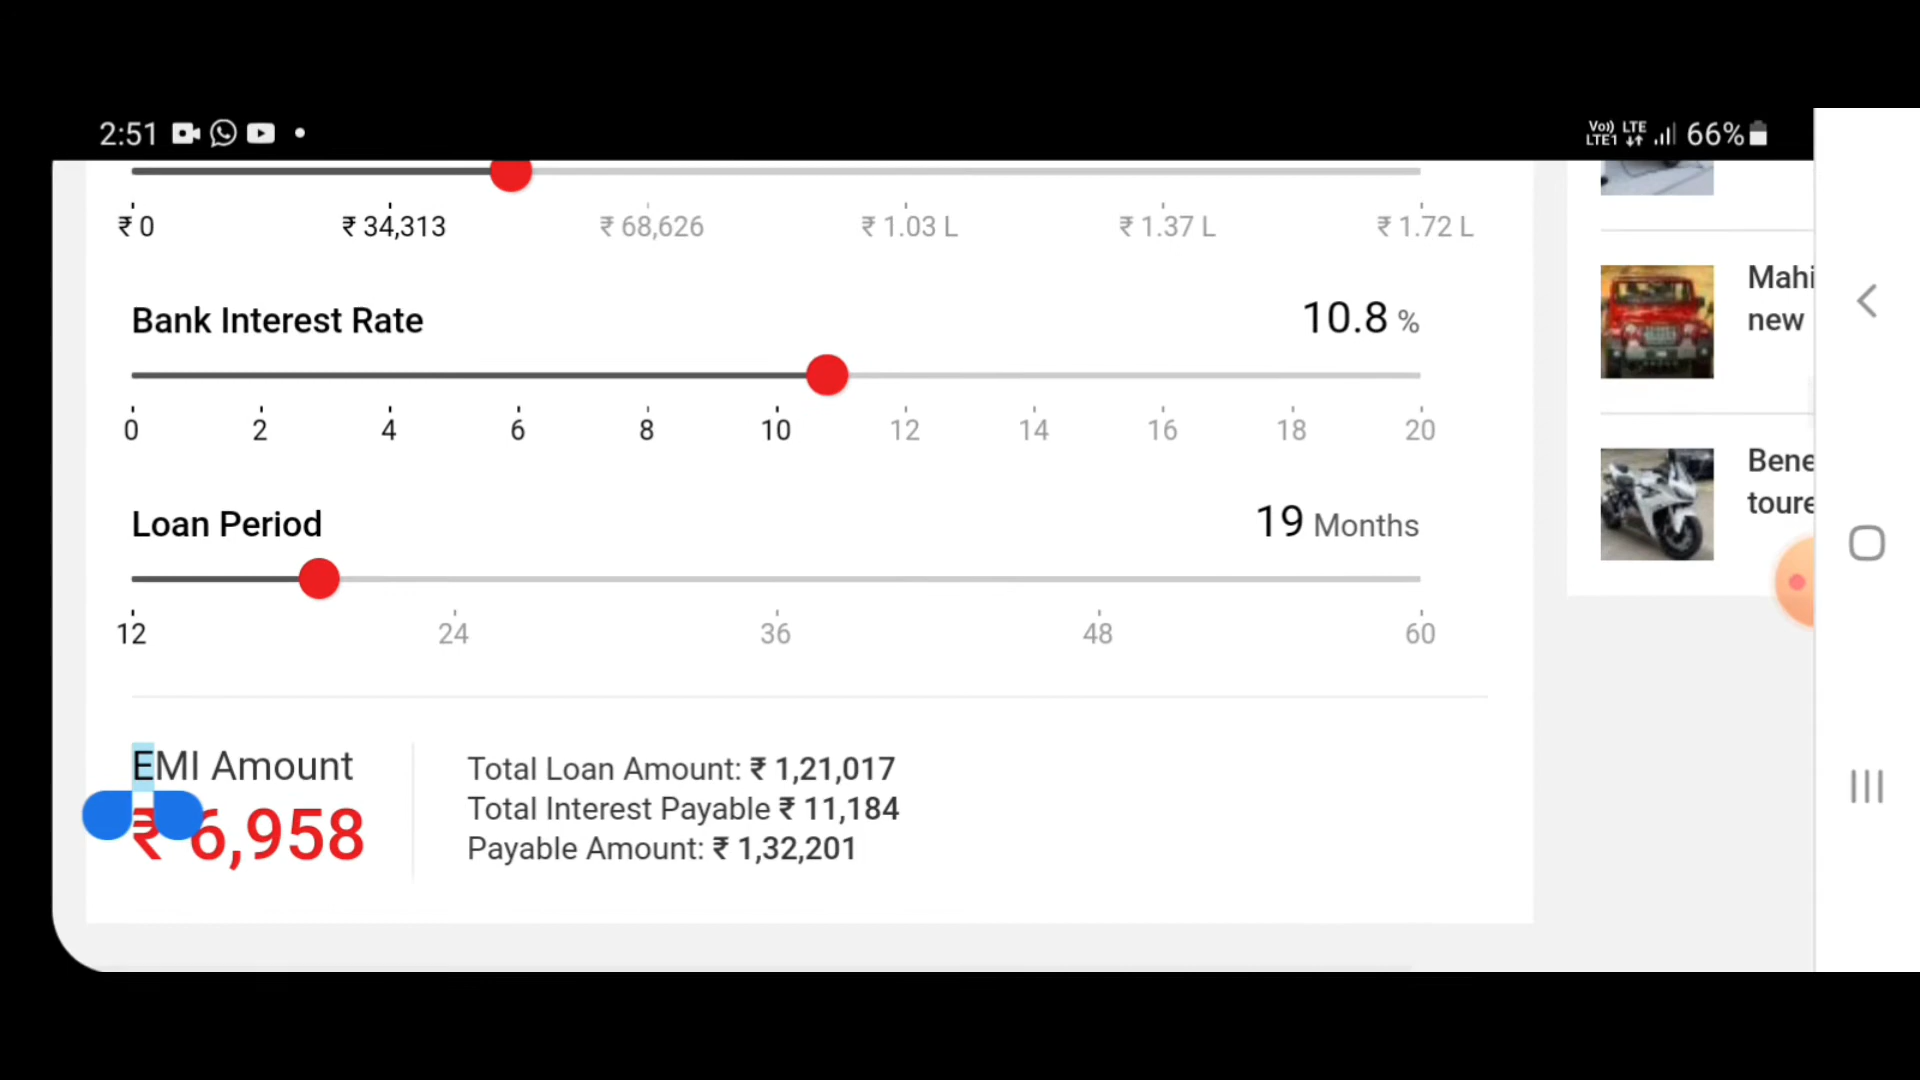 2:51
Vo)) LTE
LTE1
66%
₹ 0 ₹ 34,313 ₹ 68,626 ₹ 1.03 L ₹ 1.37 L ₹ 1.72 L
Bank Interest Rate 10.8 %
0 2 4 6 8 10 12 14 16 18 20
Loan Period 19 Months
12 24 36 48 60
EMI Amount
₹ 6,958
Total Loan Amount: ₹ 1,21,017
Total Interest Payable ₹ 11,184
Payable Amount: ₹ 1,32,201
Mahi
new
Bene
toure